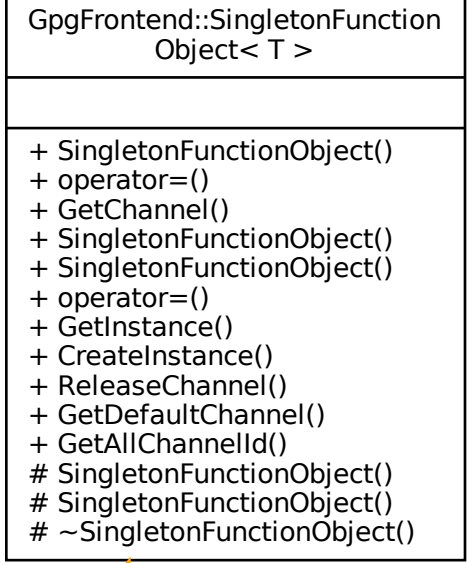 GpgFrontend::SingletonFunction
Object< T >
+ SingletonFunctionObject()
+ operator=()
+ GetChannel()
+ SingletonFunctionObject()
+ SingletonFunctionObject()
+ operator=()
+ GetInstance()
+ CreateInstance()
+ ReleaseChannel()
+ GetDefaultChannel()
+ GetAllChannelId()
# SingletonFunctionObject()
# SingletonFunctionObject()
# ~SingletonFunctionObject()